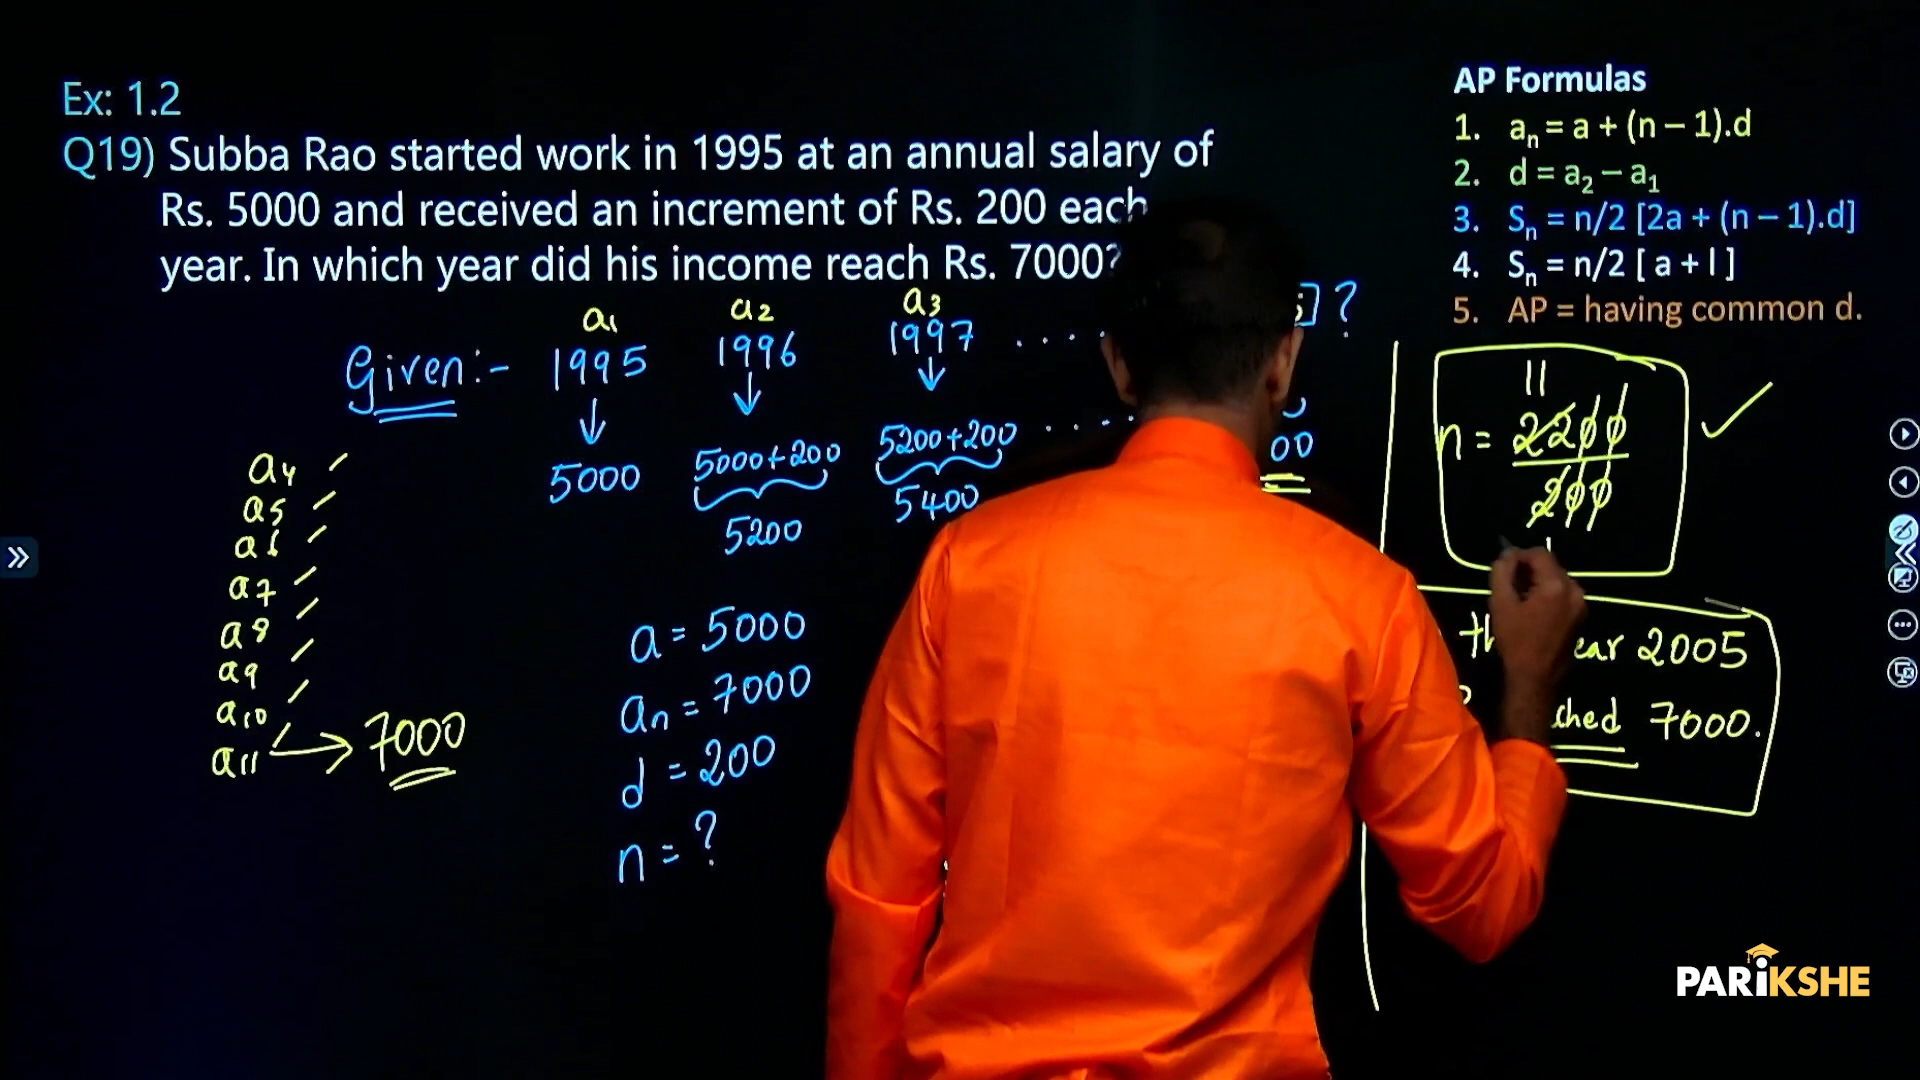 Ex: 1.2
Q19) Subba Rao started work in 1995 at an annual salary of
Rs. 5000 and received an increment of Rs. 200 each
year. In which year did his income reach Rs. 7000?
AP Formulas
1. aₙ = a + (n – 1).d
2. d = a₂ – a₁
3. Sₙ = n/2 [2a + (n – 1).d]
4. Sₙ = n/2 [ a + l ]
5. AP = having common d.
a₁ a₂ a₃
Given:- 1995 1996 1997 .... ] ?
↓ ↓ ↓
5000 5000+200 5200+200 .... 00
5200 5400
a₄
a₅
a₆
a₇
a₈
a₉
a₁₀
a₁₁ → 7000
a = 5000
aₙ = 7000
d = 200
n = ?
11
n = 2200
200
1
ear 2005
ched 7000.
PARiKSHE